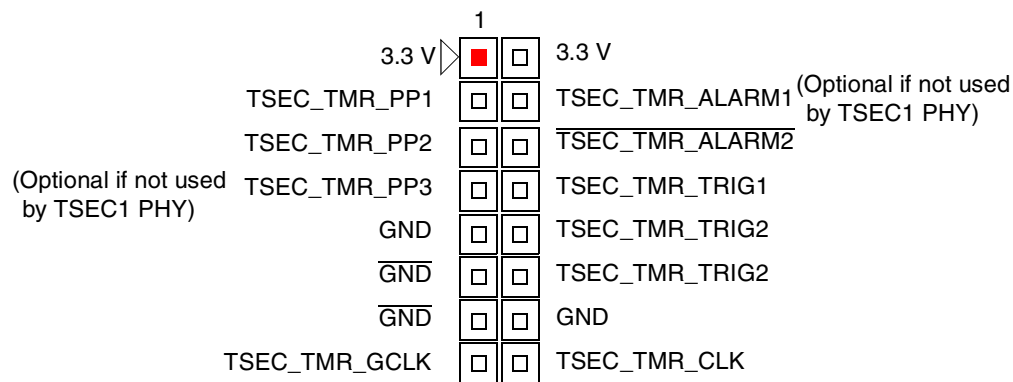 1
3.3 V 3.3 V
TSEC_TMR_PP1 TSEC_TMR_ALARM1 (Optional if not used
by TSEC1 PHY)
TSEC_TMR_PP2 TSEC_TMR_ALARM2
(Optional if not used TSEC_TMR_PP3 TSEC_TMR_TRIG1
by TSEC1 PHY)
GND TSEC_TMR_TRIG2
GND TSEC_TMR_TRIG2
GND GND
TSEC_TMR_GCLK TSEC_TMR_CLK